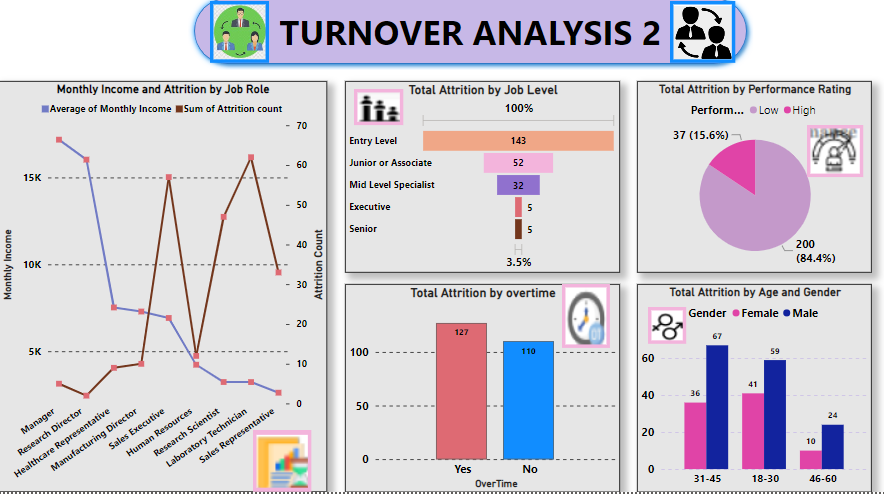 TURNOVER ANALYSIS 2
Monthly Income and Attrition by Job Role
Average of Monthly Income Sum of Attrition count
Monthly Income
15K
10K
5K
70
60
50
40
30
20
10
0
Attrition Count
Manager
Research Director
Healthcare Representative
Manufacturing Director
Sales Executive
Human Resources
Research Scientist
Laboratory Technician
Sales Representative
Total Attrition by Job Level
100%
Entry Level 143
Junior or Associate 52
Mid Level Specialist 32
Executive 5
Senior 5
3.5%
Total Attrition by Performance Rating
Perform... Low High
37 (15.6%)
200
(84.4%)
Total Attrition by overtime
100
50
0
127
110
Yes No
OverTime
Total Attrition by Age and Gender
Gender Female Male
60
40
20
0
36 67
41 59
10 24
31-45 18-30 46-60